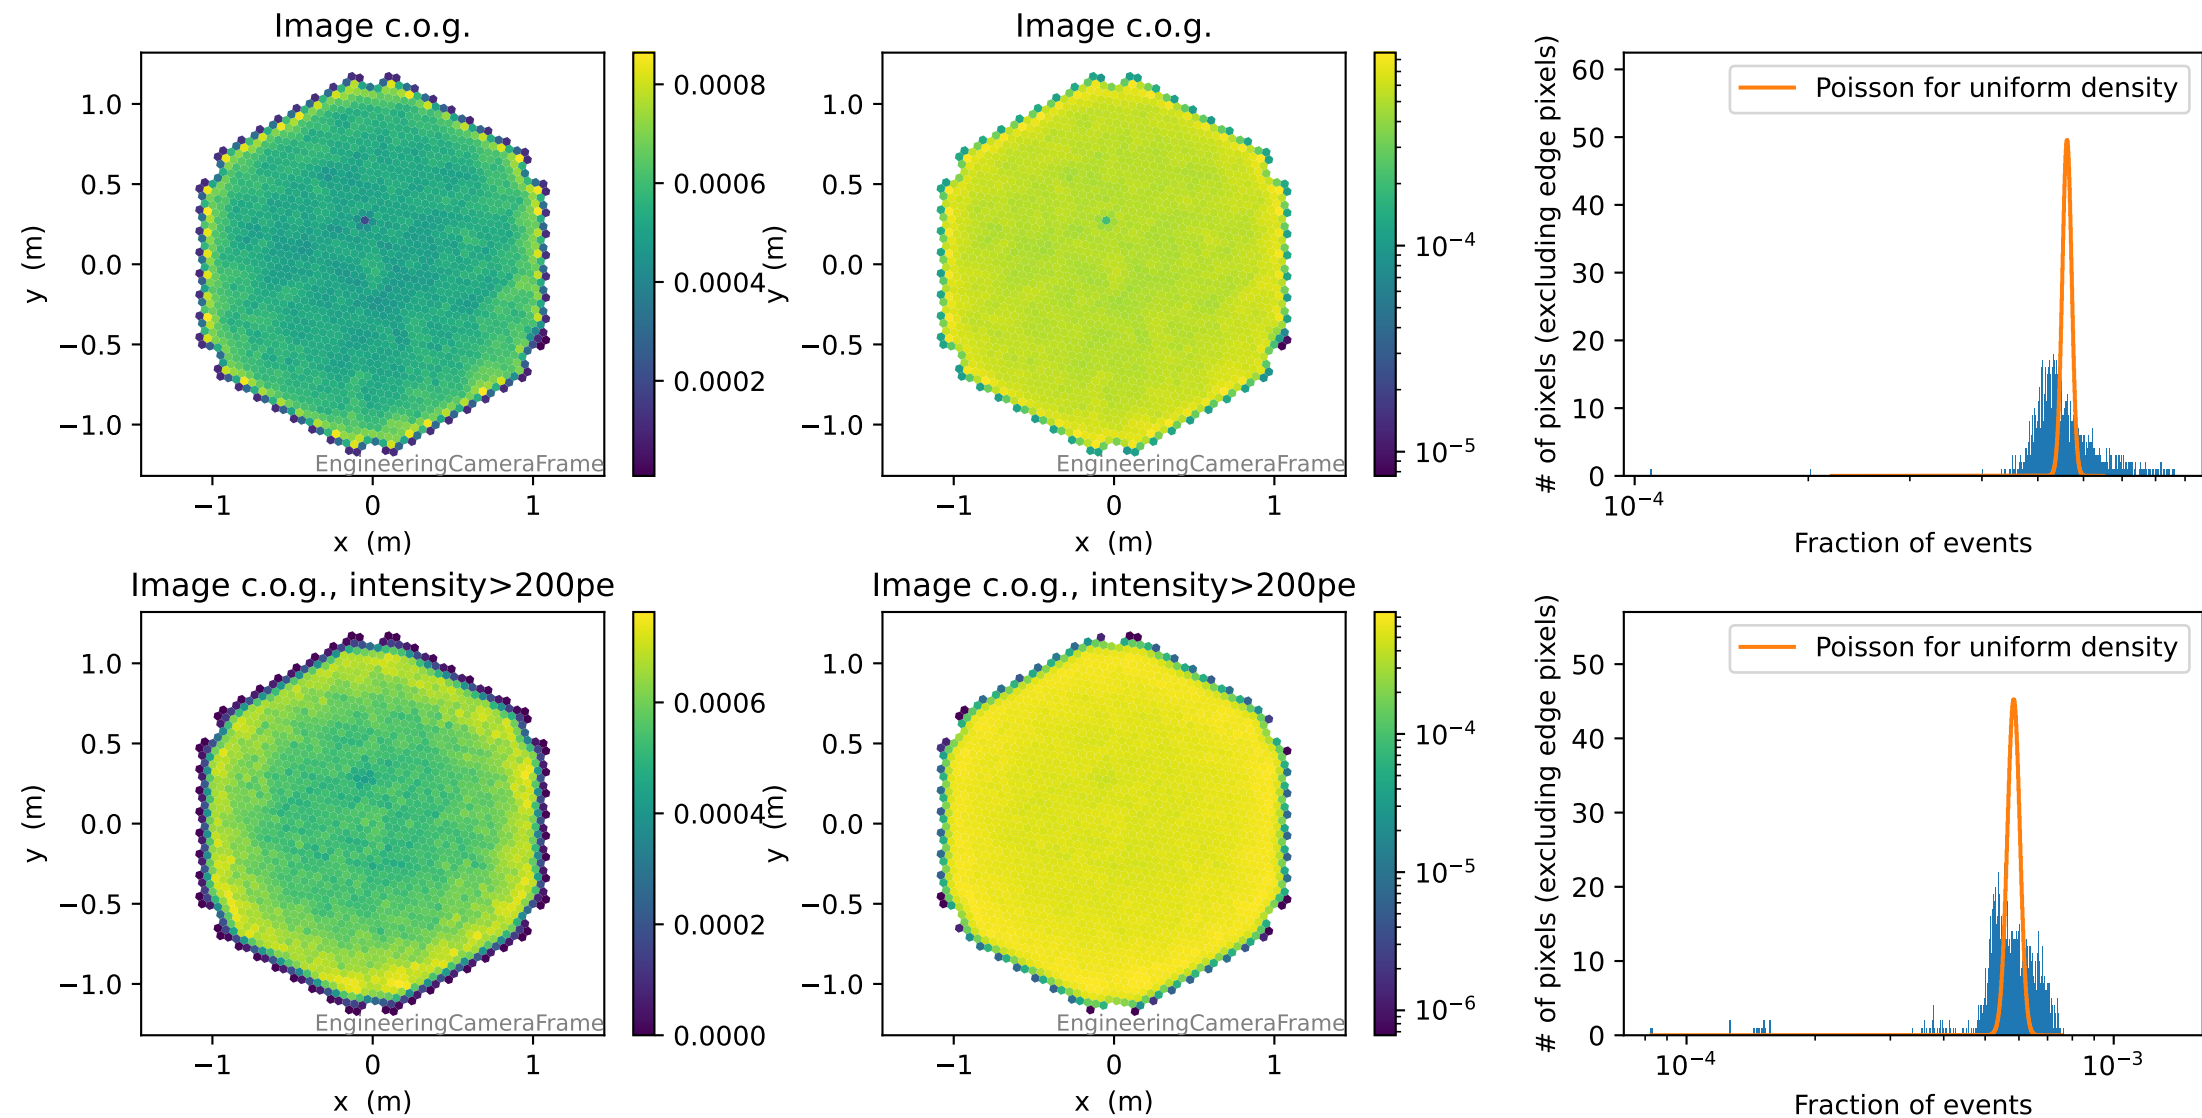 Image c.o.g.
1.0
0.5
0.0
−0.5
−1.0
y (m)
−1 0 1
x (m)
EngineeringCameraFrame
0.0008
0.0006
0.0004
0.0002
Image c.o.g.
1.0
0.5
0.0
−0.5
−1.0
y (m)
−1 0 1
x (m)
EngineeringCameraFrame
10−4
10−5
# of pixels (excluding edge pixels)
60
50
40
30
20
10
0
Poisson for uniform density
10−4
Fraction of events
Image c.o.g., intensity>200pe
1.0
0.5
0.0
−0.5
−1.0
y (m)
−1 0 1
x (m)
EngineeringCameraFrame
0.0006
0.0004
0.0002
0.0000
Image c.o.g., intensity>200pe
1.0
0.5
0.0
−0.5
−1.0
y (m)
−1 0 1
x (m)
EngineeringCameraFrame
10−4
10−5
10−6
# of pixels (excluding edge pixels)
50
40
30
20
10
0
Poisson for uniform density
10−4 10−3
Fraction of events